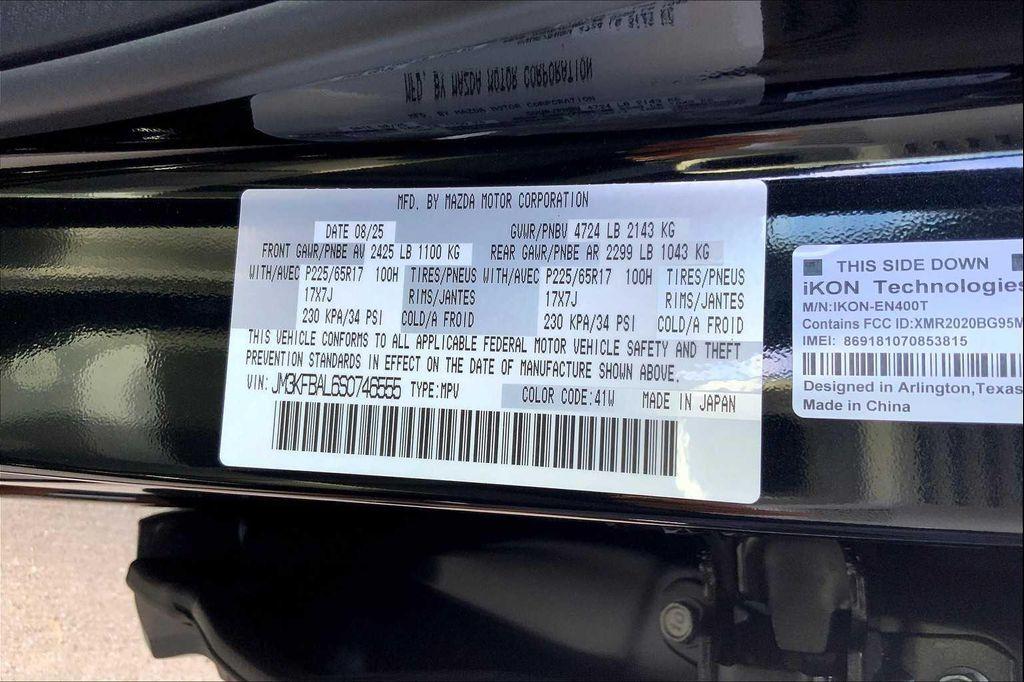 MFD. BY MAZDA MOTOR CORPORATION
MFD. BY MAZDA MOTOR CORPORATION
DATE 08/25 GVWR/PNBV 4724 LB 2143 KG
FRONT GAWR/PNBE AV 2425 LB 1100 KG REAR GAWR/PNBE AR 2299 LB 1043 KG
WITH/AVEC P225/65R17 100H TIRES/PNEUS WITH/AVEC P225/65R17 100H TIRES/PNEUS
17X7J RIMS/JANTES 17X7J RIMS/JANTES
230 KPA/34 PSI COLD/A FROID 230 KPA/34 PSI COLD/A FROID
THIS VEHICLE CONFORMS TO ALL APPLICABLE FEDERAL MOTOR VEHICLE SAFETY AND THEFT
PREVENTION STANDARDS IN EFFECT ON THE DATE OF MANUFACTURE SHOWN ABOVE.
VIN: JM3KFBAL6S0746555 TYPE:MPV COLOR CODE:41W MADE IN JAPAN
THIS SIDE DOWN
iKON Technologies
M/N:IKON-EN400T
Contains FCC ID:XMR2020BG95M
IMEI: 869181070853815
Designed in Arlington,Texas
Made in China
10